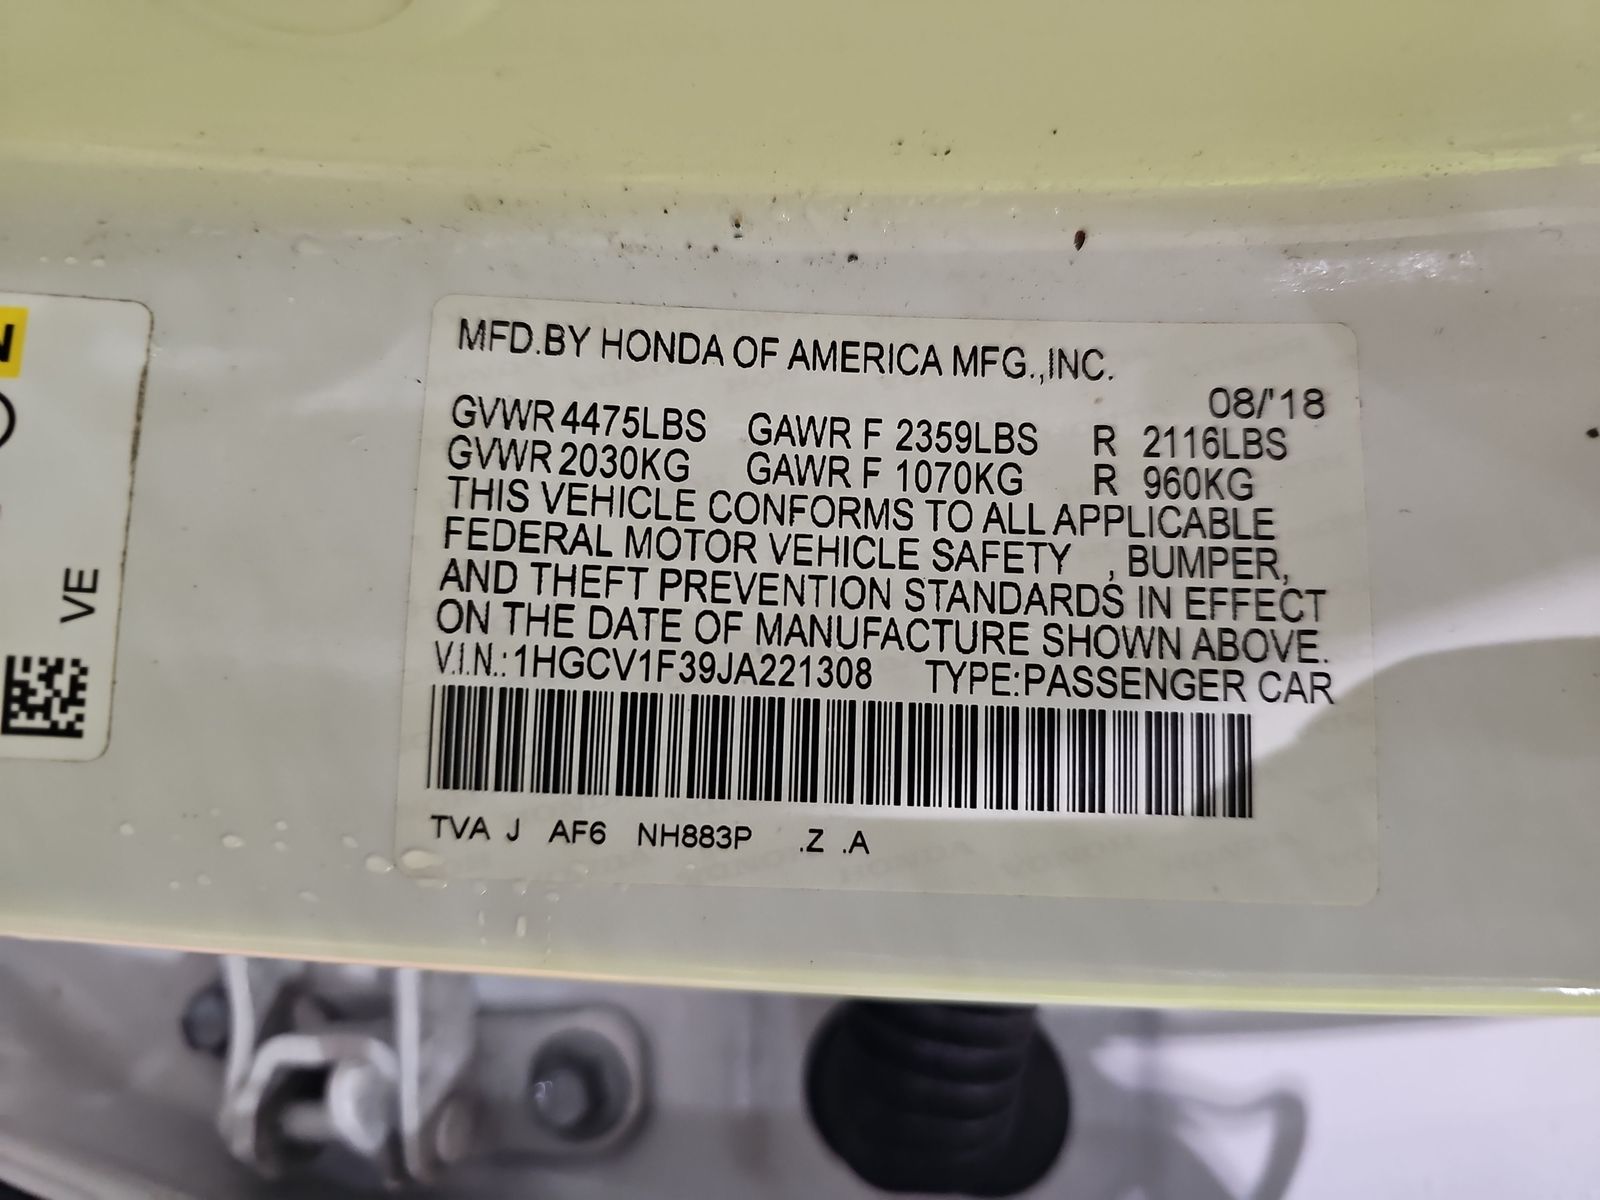 N
VE
MFD.BY HONDA OF AMERICA MFG.,INC.
08/'18
GVWR 4475LBS GAWR F 2359LBS R 2116LBS
GVWR 2030KG GAWR F 1070KG R 960KG
THIS VEHICLE CONFORMS TO ALL APPLICABLE
FEDERAL MOTOR VEHICLE SAFETY , BUMPER,
AND THEFT PREVENTION STANDARDS IN EFFECT
ON THE DATE OF MANUFACTURE SHOWN ABOVE.
V.I.N.: 1HGCV1F39JA221308 TYPE:PASSENGER CAR
TVA J AF6 NH883P .Z .A